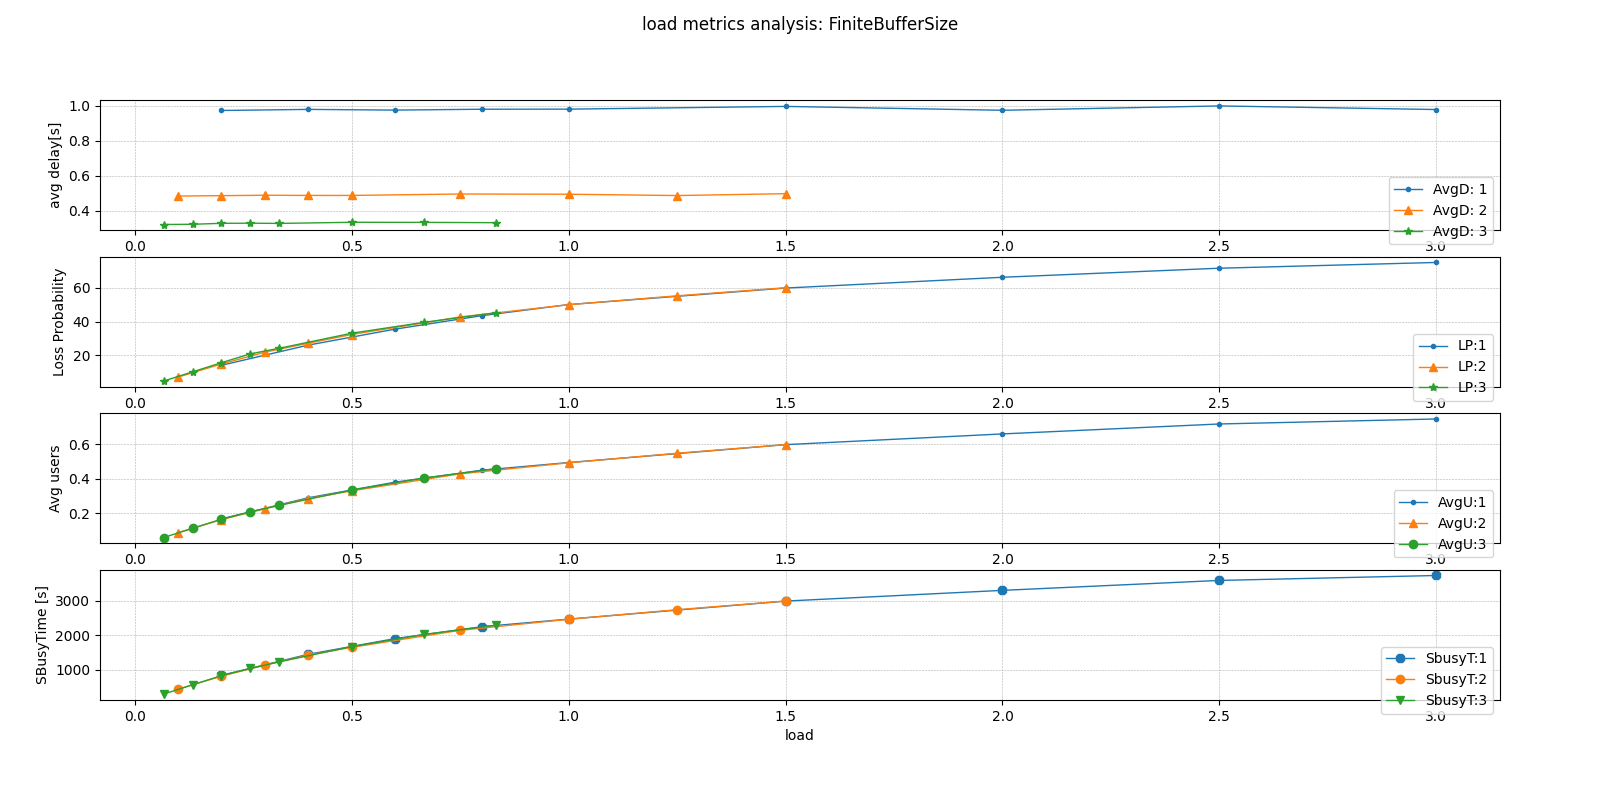 load metrics analysis: FiniteBufferSize
avg delay[s]
1.0
0.8
0.6
0.4
AvgD: 1
AvgD: 2
AvgD: 3
0.0 0.5 1.0 1.5 2.0 2.5 3.0
Loss Probability
60
40
20
LP:1
LP:2
LP:3
0.0 0.5 1.0 1.5 2.0 2.5 3.0
Avg users
0.6
0.4
0.2
AvgU:1
AvgU:2
AvgU:3
0.0 0.5 1.0 1.5 2.0 2.5 3.0
SBusyTime [s]
3000
2000
1000
SbusyT:1
SbusyT:2
SbusyT:3
0.0 0.5 1.0 1.5 2.0 2.5 3.0
load